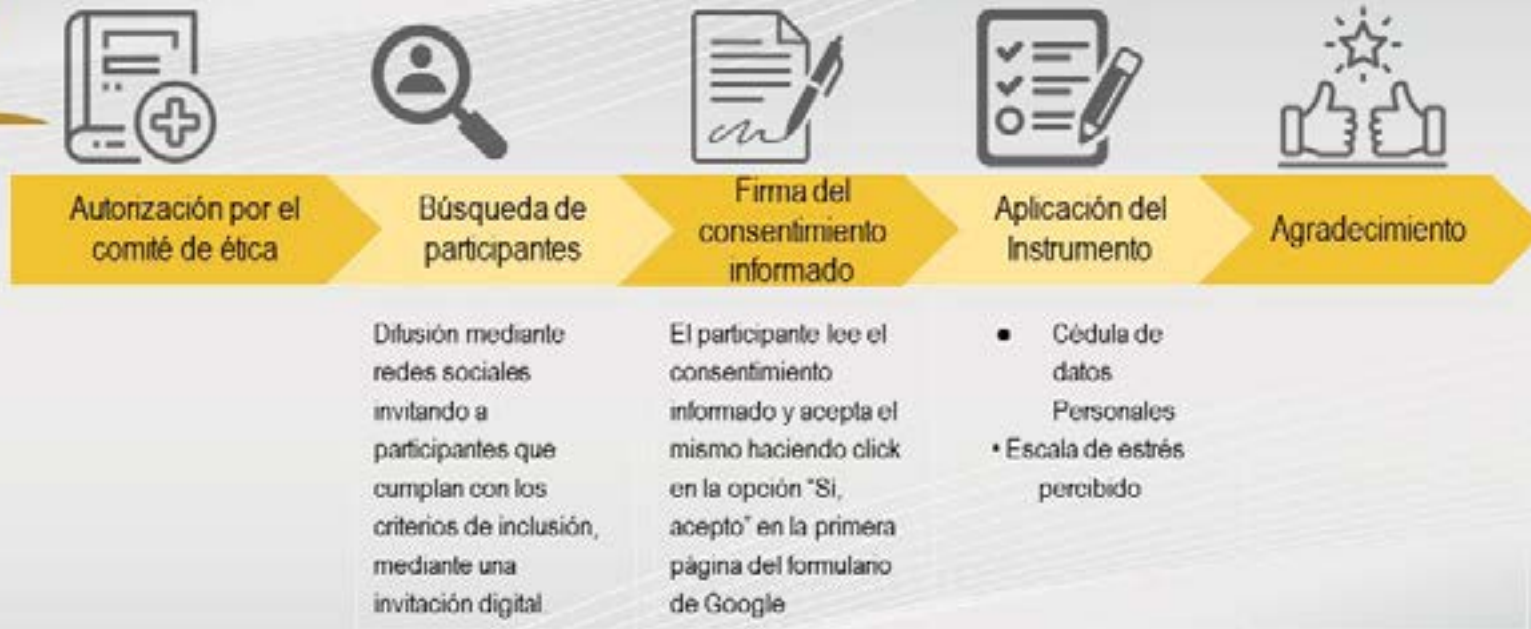 Autorización por el
comité de ética
Búsqueda de
participantes
Firma del
consentimiento
informado
Aplicación del
Instrumento
Agradecimiento
Difusión mediante
redes sociales
invitando a
participantes que
cumplan con los
criterios de inclusión,
mediante una
invitación digital.
El participante lee el
consentimiento
informado y acepta el
mismo haciendo click
en la opción "Si,
acepto" en la primera
página del formulario
de Google
● Cédula de
datos
Personales
• Escala de estrés
percibido